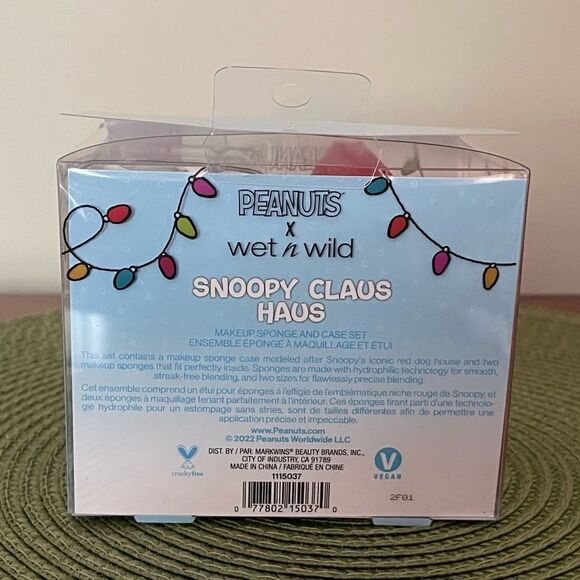 PEANUTS
x
wet n wild
SNOOPY CLAUS
HAUS
MAKEUP SPONGE AND CASE SET
ENSEMBLE ÉPONGE À MAQUILLAGE ET ÉTUI
This set contains a makeup sponge case modeled after Snoopy's iconic red dog house and two
makeup sponges that fit perfectly inside. Sponges are made with hydrophilic technology for smooth,
streak-free blending, and two sizes for flawlessly precise blending.
Cet ensemble comprend un étui pour éponges à l'effigie de l'emblématique niche rouge de Snoopy, et
deux éponges à maquillage tenant parfaitement à l'intérieur. Ces éponges tirant parti d'une technolo-
gie hydrophile pour un estompage sans stries, sont de tailles différentes afin de permettre une
application précise et impeccable.
www.Peanuts.com
© 2022 Peanuts Worldwide LLC
DIST. BY / PAR: MARKWINS® BEAUTY BRANDS, INC.,
CITY OF INDUSTRY, CA 91789
MADE IN CHINA / FABRIQUÉ EN CHINE
1115037
crueltyfree
V
VEGAN
0 77802 15037 0
2F01